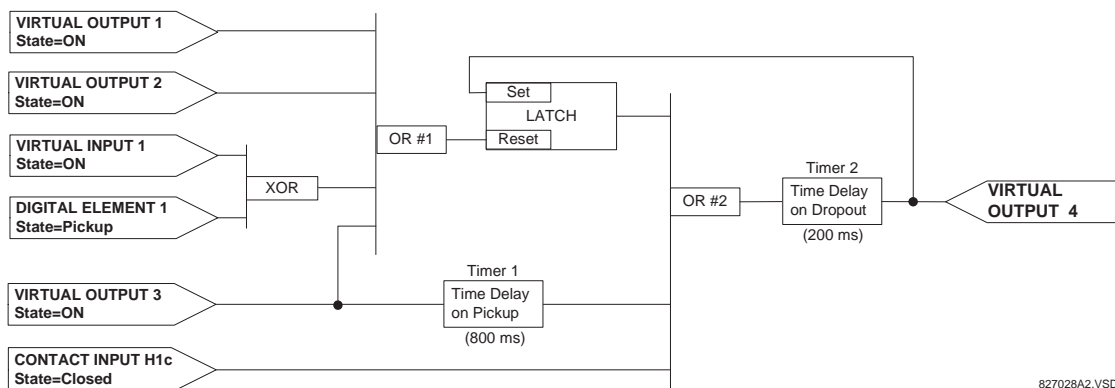 VIRTUAL OUTPUT 1
State=ON
VIRTUAL OUTPUT 2
State=ON
VIRTUAL INPUT 1
State=ON
DIGITAL ELEMENT 1
State=Pickup
VIRTUAL OUTPUT 3
State=ON
CONTACT INPUT H1c
State=Closed
XOR
OR #1
Set
LATCH
Reset
Timer 1
Time Delay
on Pickup
(800 ms)
OR #2
Timer 2
Time Delay
on Dropout
(200 ms)
VIRTUAL
OUTPUT 4
827028A2.VSD